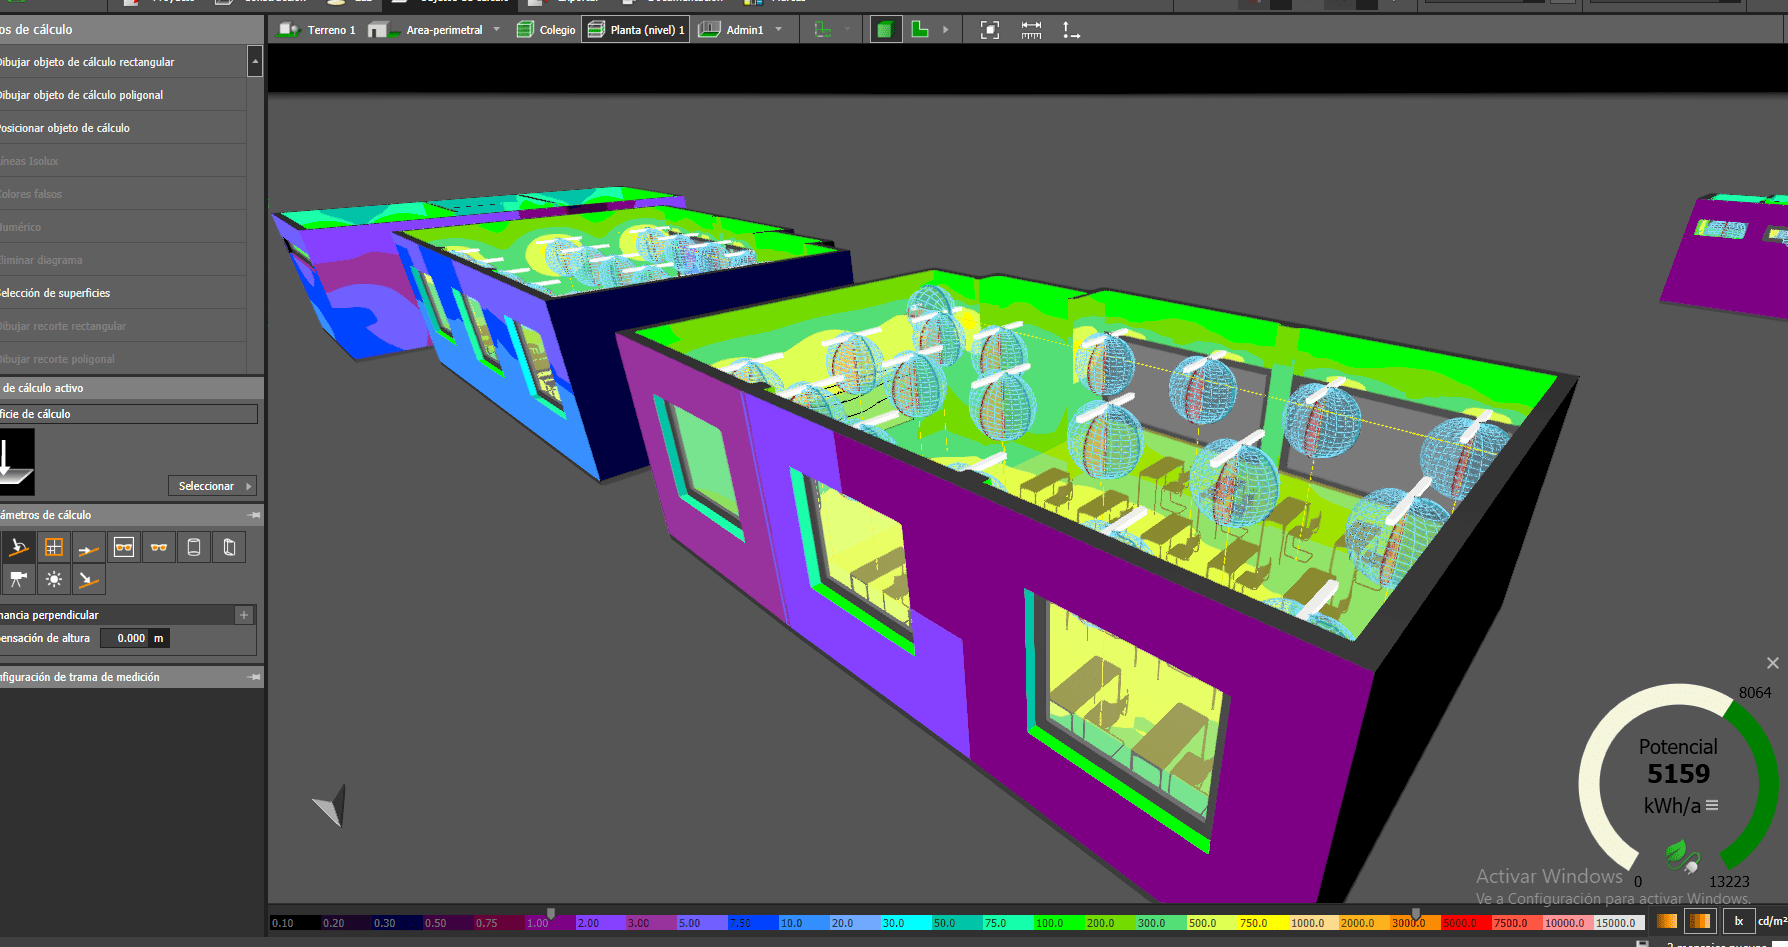 os de cálculo
Terreno 1
Area-perimetral
Colegio
Planta (nivel) 1
Admin1
Dibujar objeto de cálculo rectangular
Dibujar objeto de cálculo poligonal
Posicionar objeto de cálculo
Líneas Isolux
Colores falsos
Numérico
Eliminar diagrama
Selección de superficies
Dibujar recorte rectangular
Dibujar recorte poligonal
de cálculo activo
ficie de cálculo
Seleccionar
ámetros de cálculo
nancia perpendicular
pensación de altura
0.000
m
nfiguración de trama de medición
8064
Potencial
5159
kWh/a
0
13223
Activar Windows
Ve a Configuración para activar Windows.
0.10 0.20 0.30 0.50 0.75 1.00 2.00 3.00 5.00 7.50 10.0 20.0 30.0 50.0 75.0 100.0 200.0 300.0 500.0 750.0 1000.0 2000.0 3000.0 5000.0 7500.0 10000.0 15000.0
lx
cd/m²